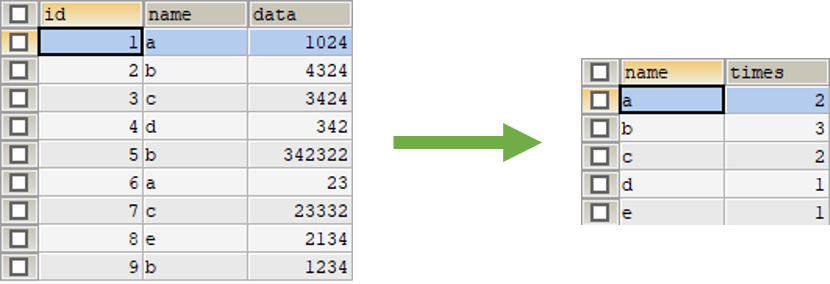 id name data
1 a 1024
2 b 4324
3 c 3424
4 d 342
5 b 342322
6 a 23
7 c 23332
8 e 2134
9 b 1234
name times
a 2
b 3
c 2
d 1
e 1